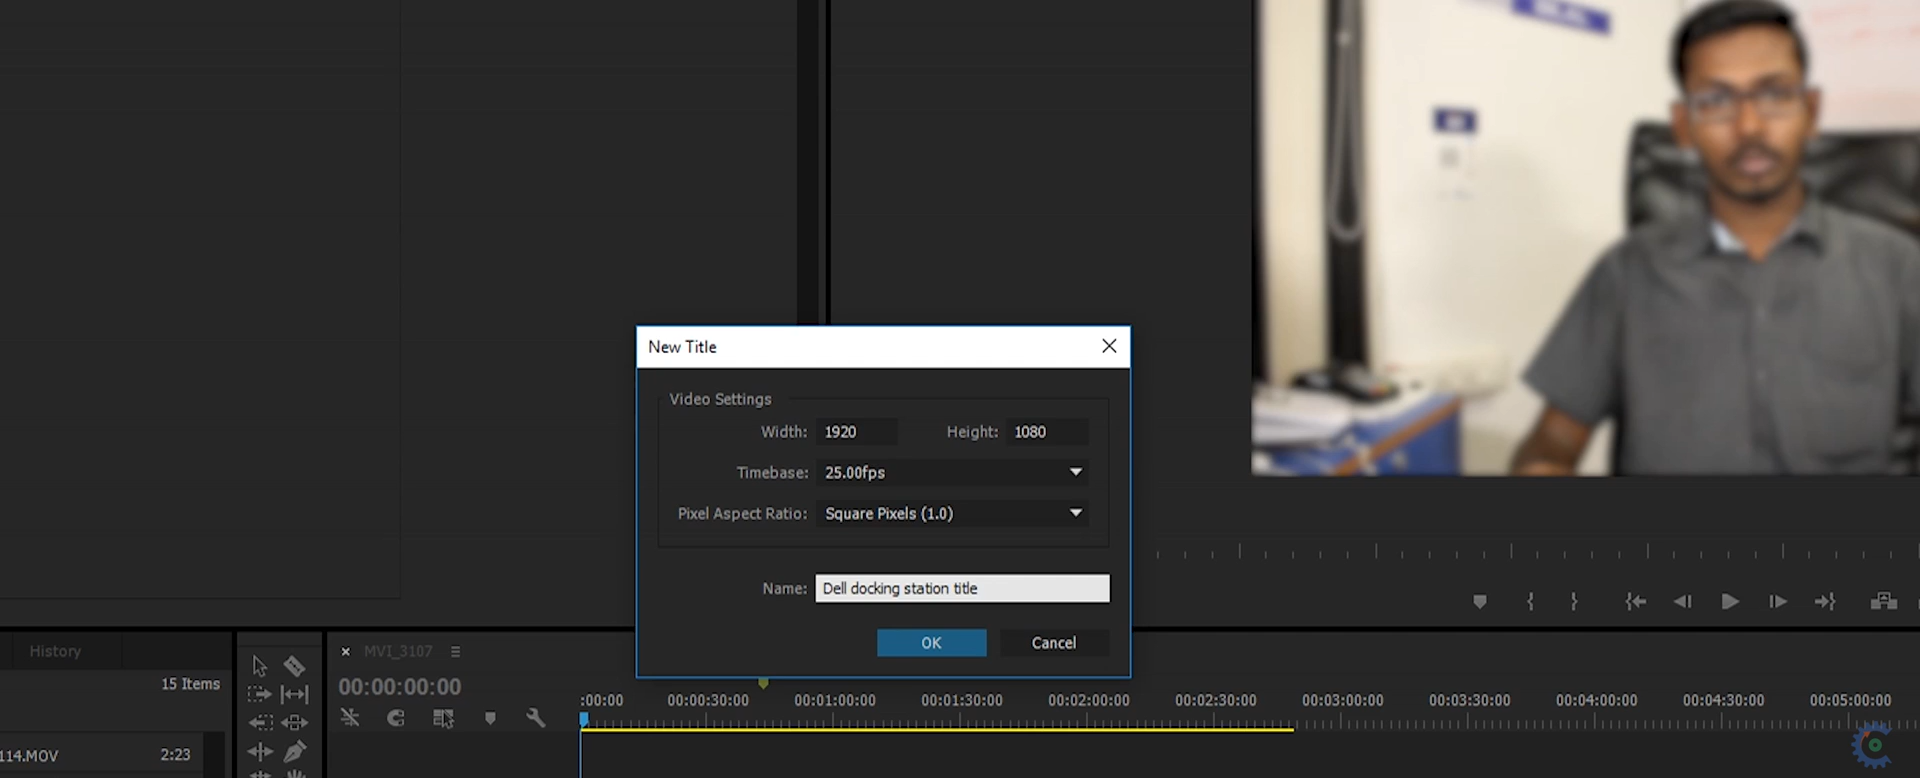 New Title
Video Settings
Width: 1920 Height: 1080
Timebase: 25.00fps
Pixel Aspect Ratio: Square Pixels (1.0)
Name: Dell docking station title
OK Cancel
History
15 Items
114.MOV 2:23
MVI_3107
00:00:00:00
:00:00 00:00:30:00 00:01:00:00 00:01:30:00 00:02:00:00 00:02:30:00 00:03:00:00 00:03:30:00 00:04:00:00 00:04:30:00 00:05:00:00